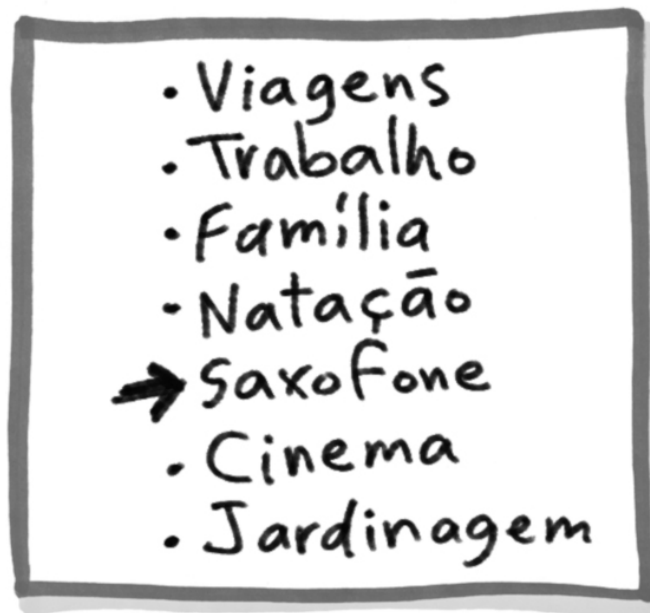 · Viagens
· Trabalho
· Família
· Natação
→ Saxofone
· Cinema
· Jardinagem